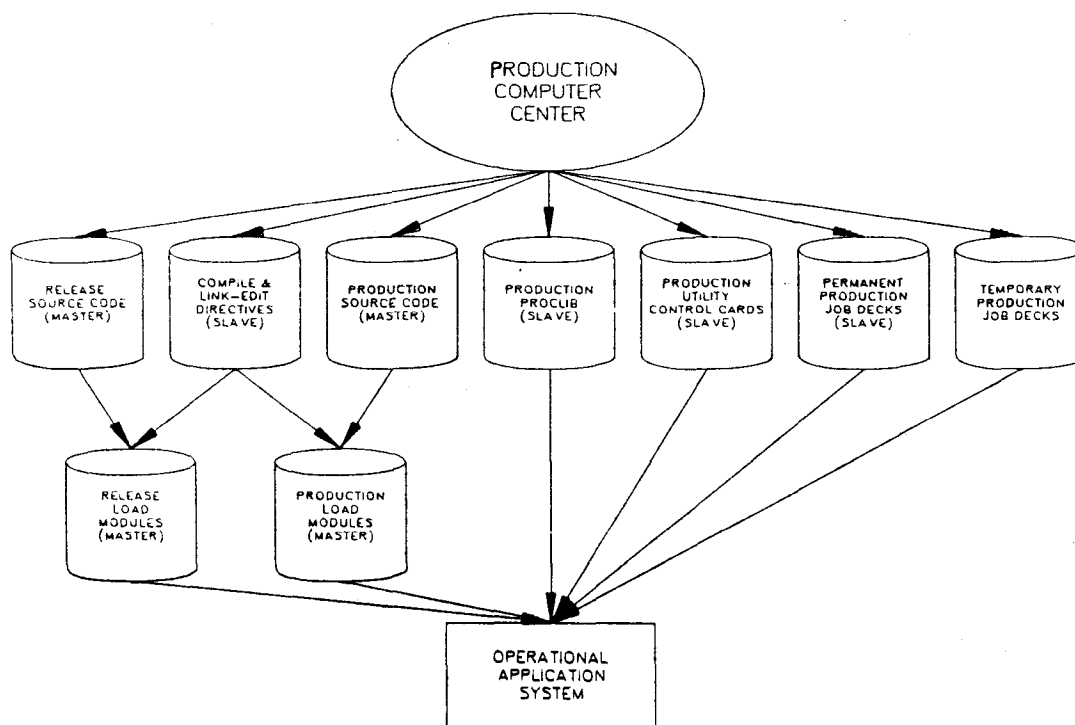 PRODUCTION
COMPUTER
CENTER
RELEASE
SOURCE CODE
(MASTER)
COMPILE &
LINK-EDIT
DIRECTIVES
(SLAVE)
PRODUCTION
SOURCE CODE
(MASTER)
PRODUCTION
PROCLIB
(SLAVE)
PRODUCTION
UTILITY
CONTROL CARDS
(SLAVE)
PERMANENT
PRODUCTION
JOB DECKS
(SLAVE)
TEMPORARY
PRODUCTION
JOB DECKS
RELEASE
LOAD
MODULES
(MASTER)
PRODUCTION
LOAD
MODULES
(MASTER)
OPERATIONAL
APPLICATION
SYSTEM